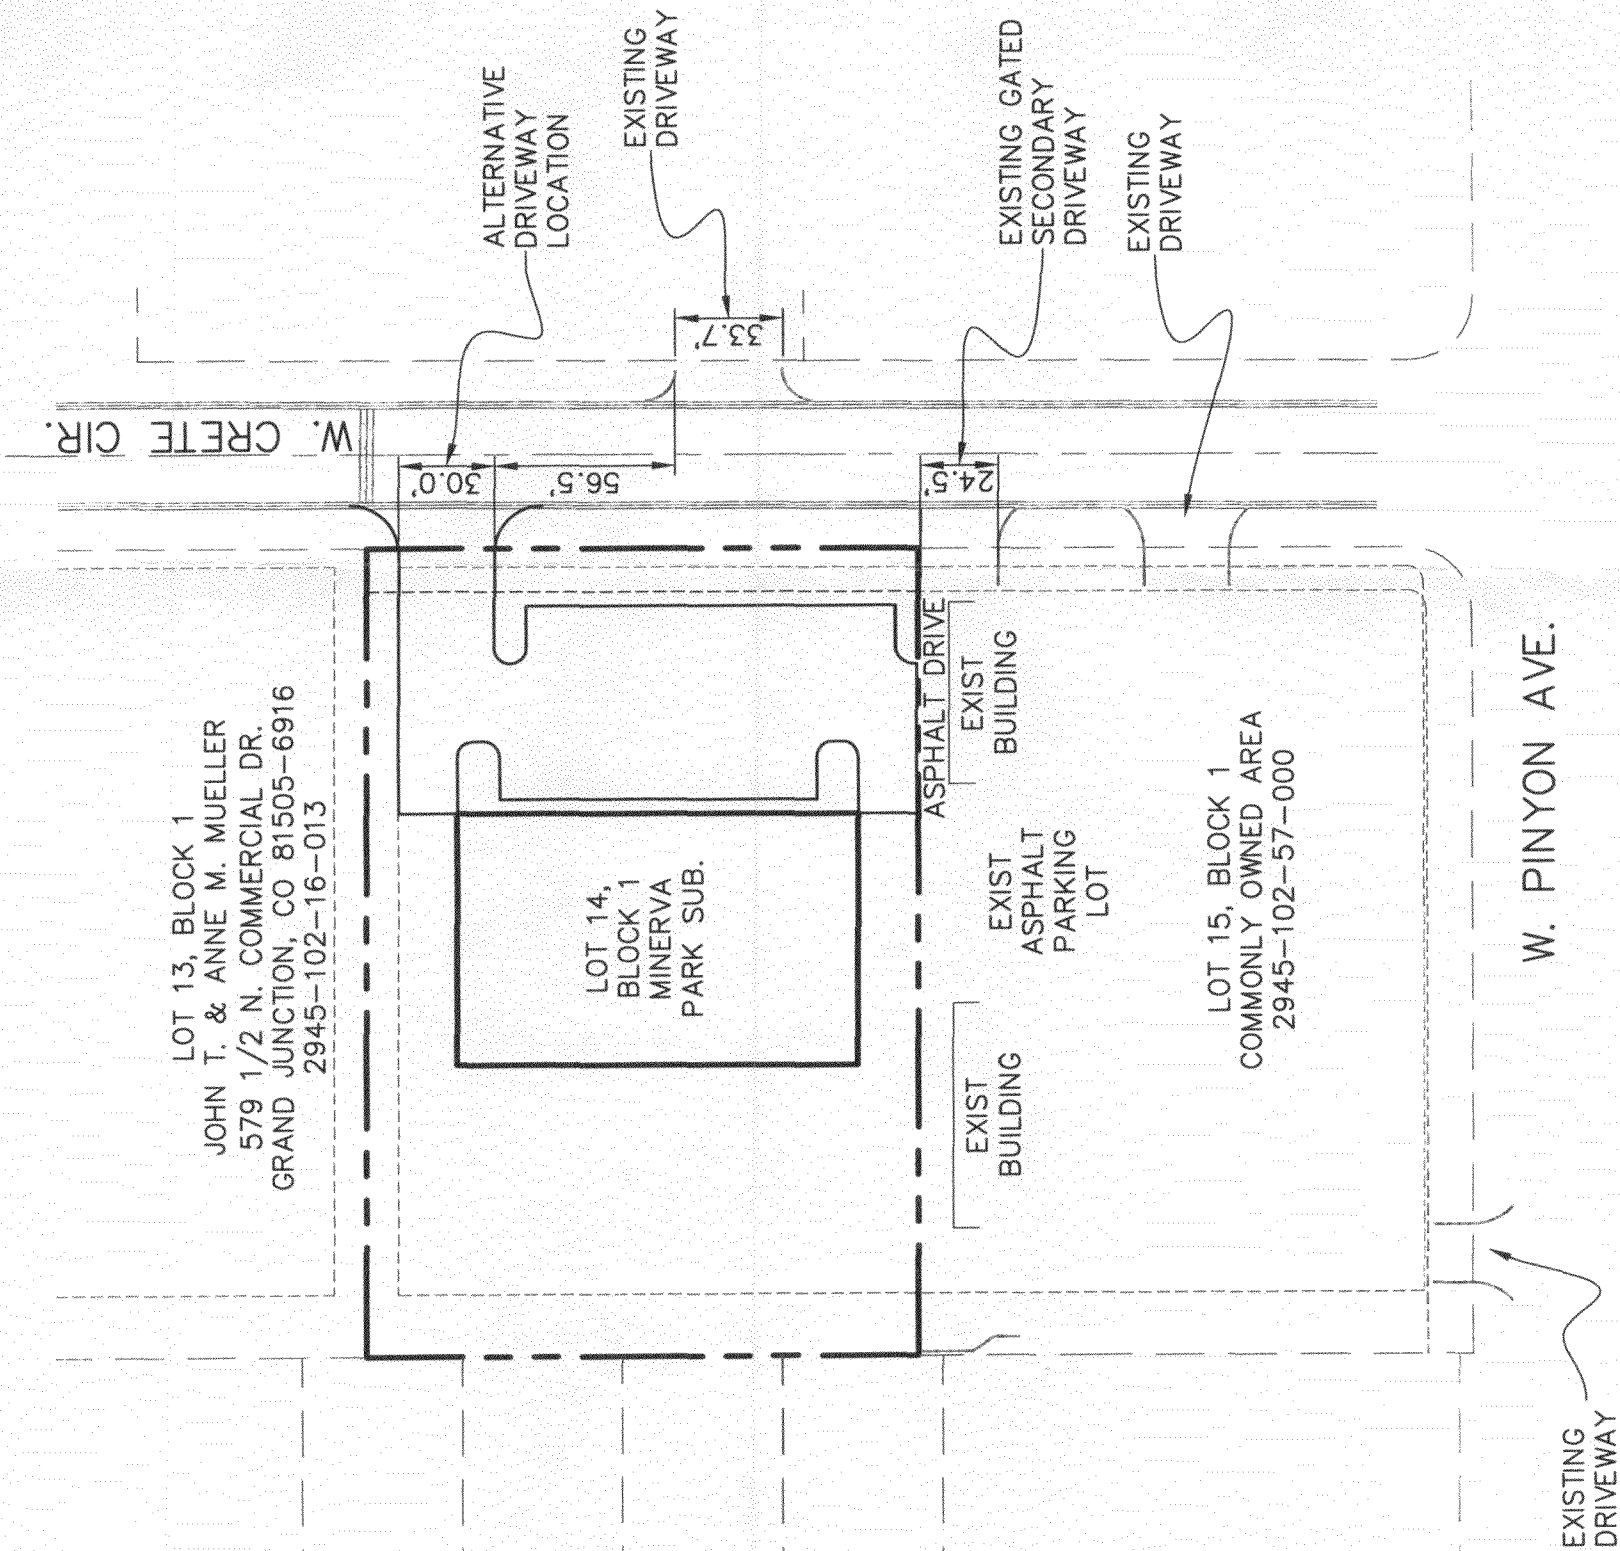 W. CRETE CIR.
ALTERNATIVE
DRIVEWAY
LOCATION
EXISTING
DRIVEWAY
EXISTING GATED
SECONDARY
DRIVEWAY
EXISTING
DRIVEWAY
30.0'
56.5'
33.7'
24.5'
LOT 13, BLOCK 1
JOHN T. & ANNE M. MUELLER
579 1/2 N. COMMERCIAL DR.
GRAND JUNCTION, CO 81505-6916
2945-102-16-013
LOT 14,
BLOCK 1
MINERVA
PARK SUB.
ASPHALT DRIVE
EXIST
BUILDING
EXIST
ASPHALT
PARKING
LOT
EXIST
BUILDING
LOT 15, BLOCK 1
COMMONLY OWNED AREA
2945-102-57-000
W. PINYON AVE.
EXISTING
DRIVEWAY